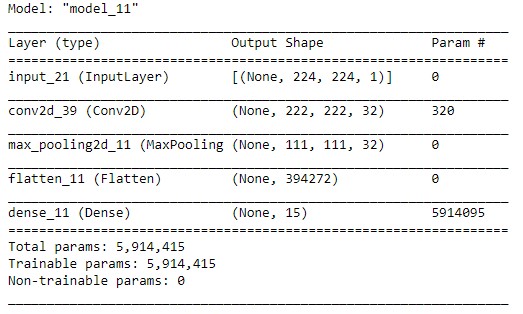 Model: "model_11"
Layer (type) Output Shape Param #
input_21 (InputLayer) [(None, 224, 224, 1)] 0
conv2d_39 (Conv2D) (None, 222, 222, 32) 320
max_pooling2d_11 (MaxPooling (None, 111, 111, 32) 0
flatten_11 (Flatten) (None, 394272) 0
dense_11 (Dense) (None, 15) 5914095
Total params: 5,914,415
Trainable params: 5,914,415
Non-trainable params: 0